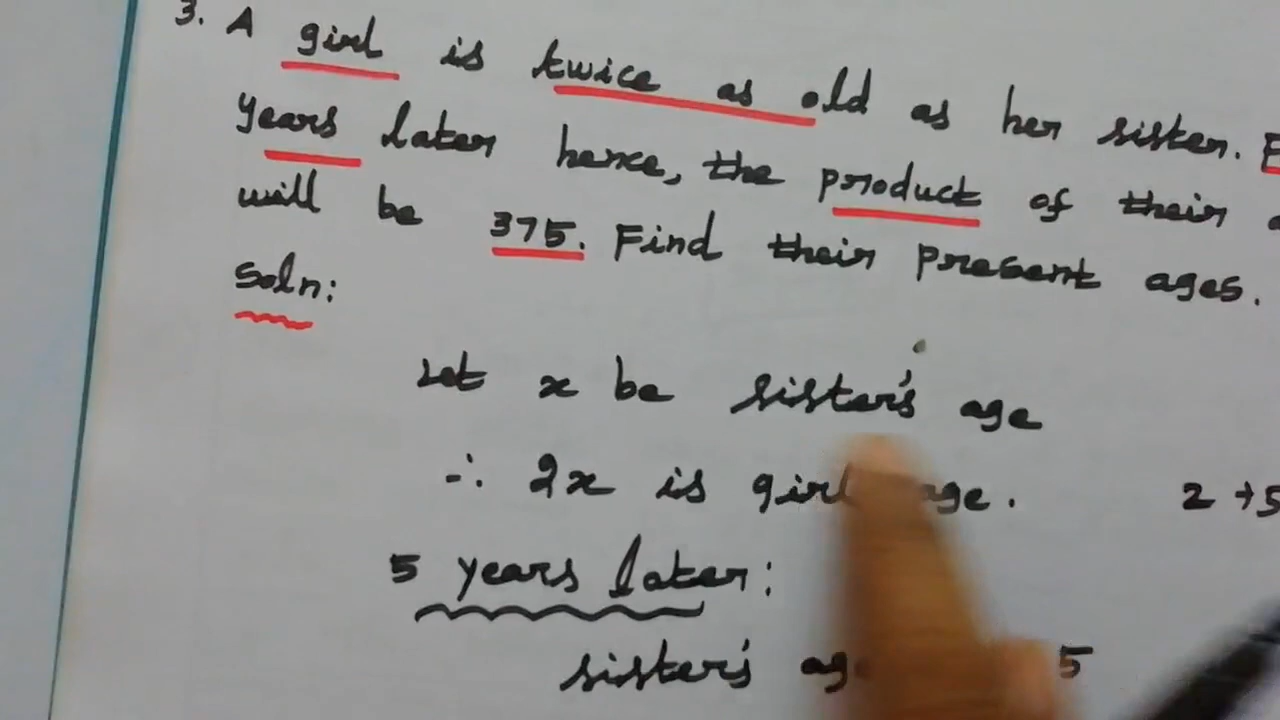 3. A girl is twice as old as her sister.
years later hence, the product of their
will be 375. Find their present ages.
Soln:
Let x be sister's age
∴ 2x is girl age.
2 +5
5 years later:
sister's 5